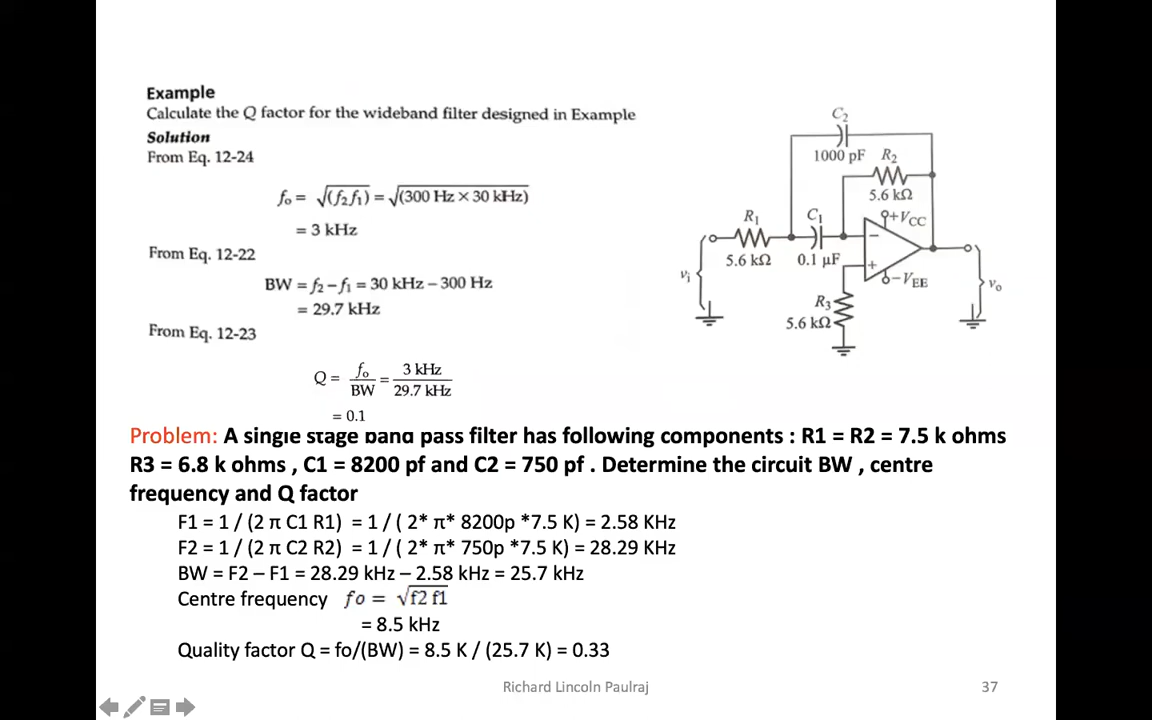 Example
Calculate the Q factor for the wideband filter designed in Example
Solution
From Eq. 12-24
fo = √(f2f1) = √(300 Hz × 30 kHz)
= 3 kHz
From Eq. 12-22
BW = f2 – f1 = 30 kHz – 300 Hz
= 29.7 kHz
From Eq. 12-23
Q = fo/BW = 3 kHz/29.7 kHz
= 0.1
C2
1000 pF
R2
5.6 kΩ
R1
5.6 kΩ
C1
0.1 µF
+VCC
–
+
–VEE
R3
5.6 kΩ
vi
vo
Problem: A single stage band pass filter has following components : R1 = R2 = 7.5 k ohms
R3 = 6.8 k ohms , C1 = 8200 pf and C2 = 750 pf . Determine the circuit BW , centre
frequency and Q factor
F1 = 1 / (2 π C1 R1) = 1 / ( 2* π* 8200p *7.5 K) = 2.58 KHz
F2 = 1 / (2 π C2 R2) = 1 / ( 2* π* 750p *7.5 K) = 28.29 KHz
BW = F2 – F1 = 28.29 kHz – 2.58 kHz = 25.7 kHz
Centre frequency fo = √f2 f1
= 8.5 kHz
Quality factor Q = fo/(BW) = 8.5 K / (25.7 K) = 0.33
Richard Lincoln Paulraj
37